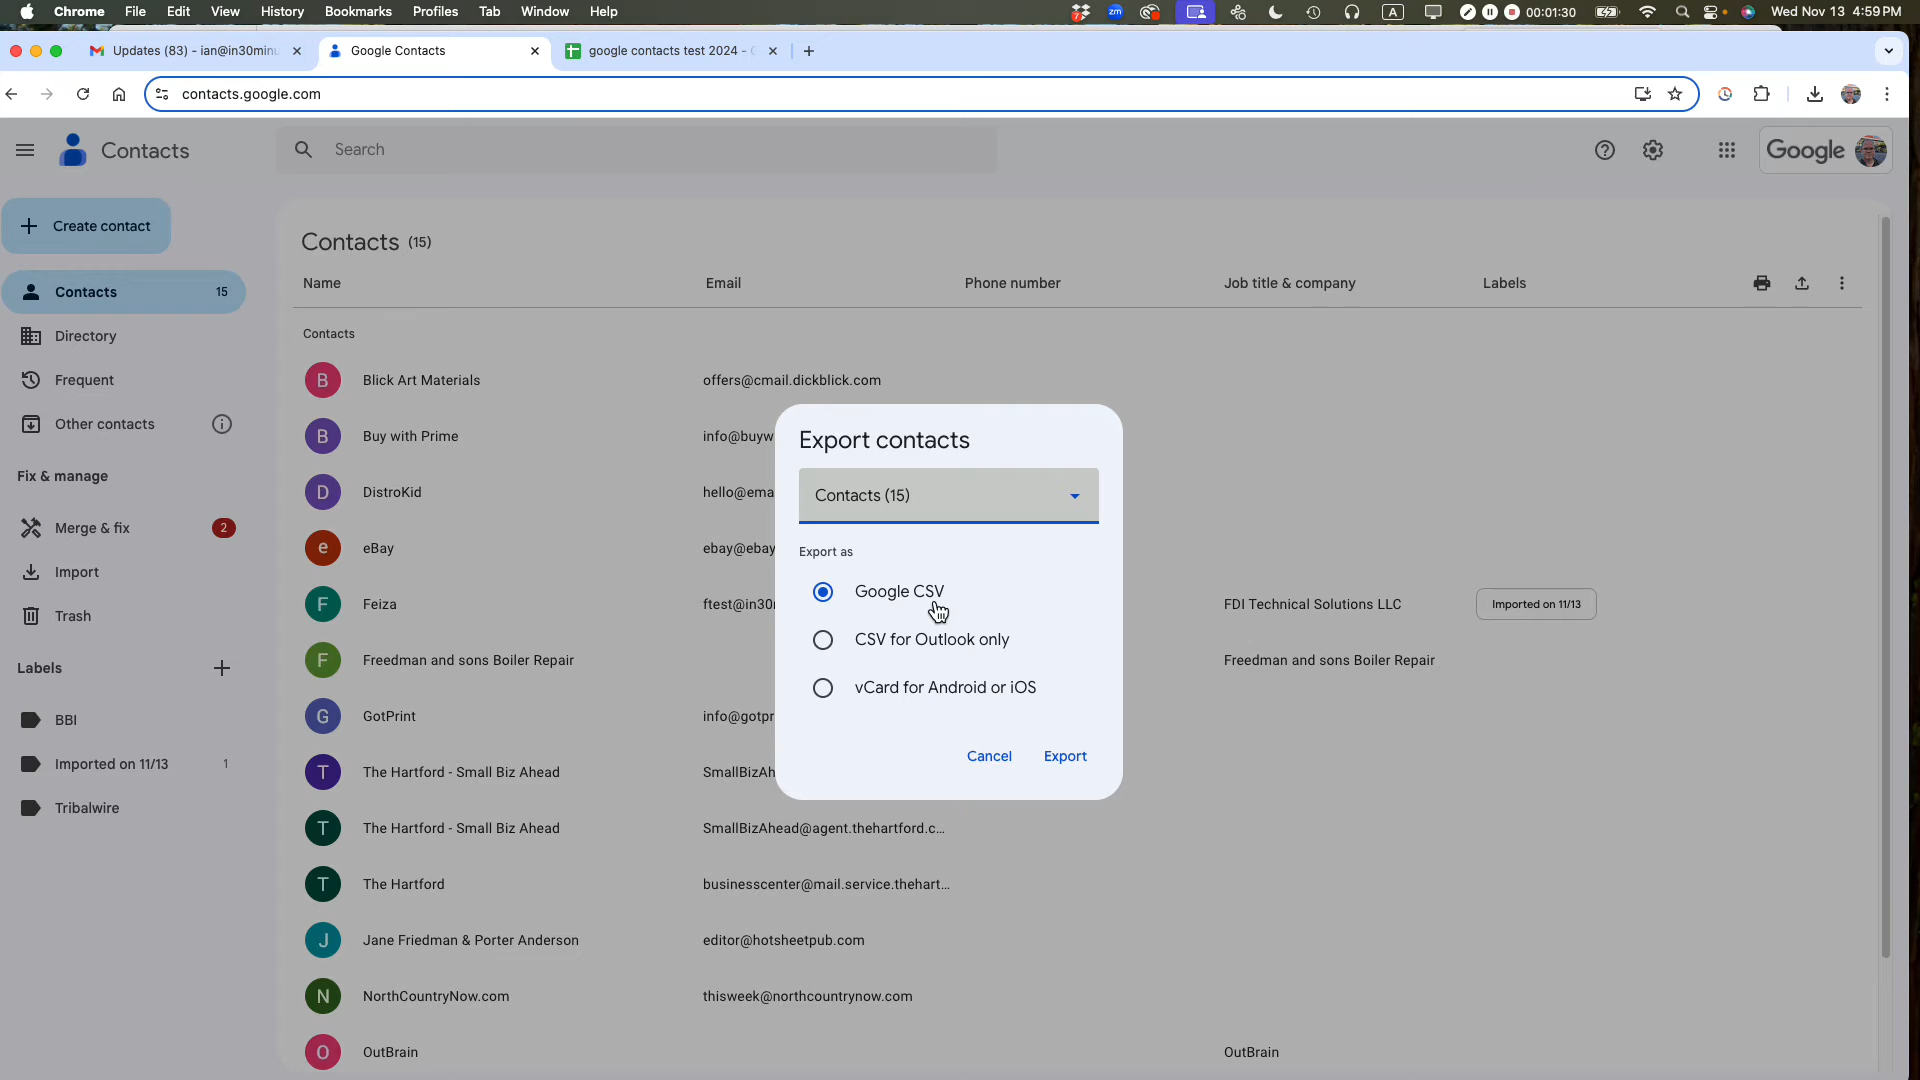 Chrome File Edit View History Bookmarks Profiles Tab Window Help
7 zm A 00:01:30 Wed Nov 13 4:59 PM
Updates (83) - ian@in30minu
Google Contacts
google contacts test 2024 -
contacts.google.com
Contacts
Search
Google
Create contact
Contacts 15
Directory
Frequent
Other contacts
Fix & manage
Merge & fix 2
Import
Trash
Labels
BBI
Imported on 11/13 1
Tribalwire
Contacts (15)
Name Email Phone number Job title & company Labels
Contacts
B Blick Art Materials offers@cmail.dickblick.com
B Buy with Prime info@buyw
D DistroKid hello@ema
e eBay ebay@ebay
F Feiza ftest@in30 FDI Technical Solutions LLC Imported on 11/13
F Freedman and sons Boiler Repair Freedman and sons Boiler Repair
G GotPrint info@gotpr
T The Hartford - Small Biz Ahead SmallBizAh
T The Hartford - Small Biz Ahead SmallBizAhead@agent.thehartford.c...
T The Hartford businesscenter@mail.service.thehart...
J Jane Friedman & Porter Anderson editor@hotsheetpub.com
N NorthCountryNow.com thisweek@northcountrynow.com
O OutBrain OutBrain
Export contacts
Contacts (15)
Export as
Google CSV
CSV for Outlook only
vCard for Android or iOS
Cancel Export